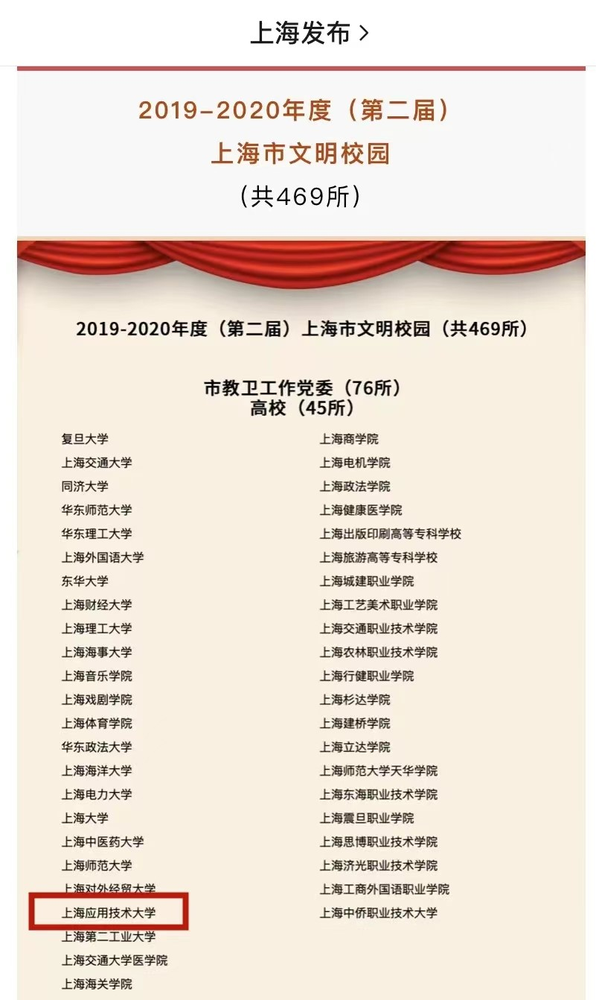 上海发布 >
2019-2020年度（第二届）
上海市文明校园
（共469所）
2019-2020年度（第二届）上海市文明校园（共469所）
市教卫工作党委（76所）
高校（45所）
复旦大学
上海交通大学
同济大学
华东师范大学
华东理工大学
上海外国语大学
东华大学
上海财经大学
上海理工大学
上海海事大学
上海音乐学院
上海戏剧学院
上海体育学院
华东政法大学
上海海洋大学
上海电力大学
上海大学
上海中医药大学
上海师范大学
上海对外经贸大学
上海应用技术大学
上海第二工业大学
上海交通大学医学院
上海海关学院
上海商学院
上海电机学院
上海政法学院
上海健康医学院
上海出版印刷高等专科学校
上海旅游高等专科学校
上海城建职业学院
上海工艺美术职业学院
上海交通职业技术学院
上海农林职业技术学院
上海行健职业学院
上海杉达学院
上海建桥学院
上海立达学院
上海师范大学天华学院
上海东海职业技术学院
上海震旦职业学院
上海思博职业技术学院
上海济光职业技术学院
上海工商外国语职业学院
上海中侨职业技术大学